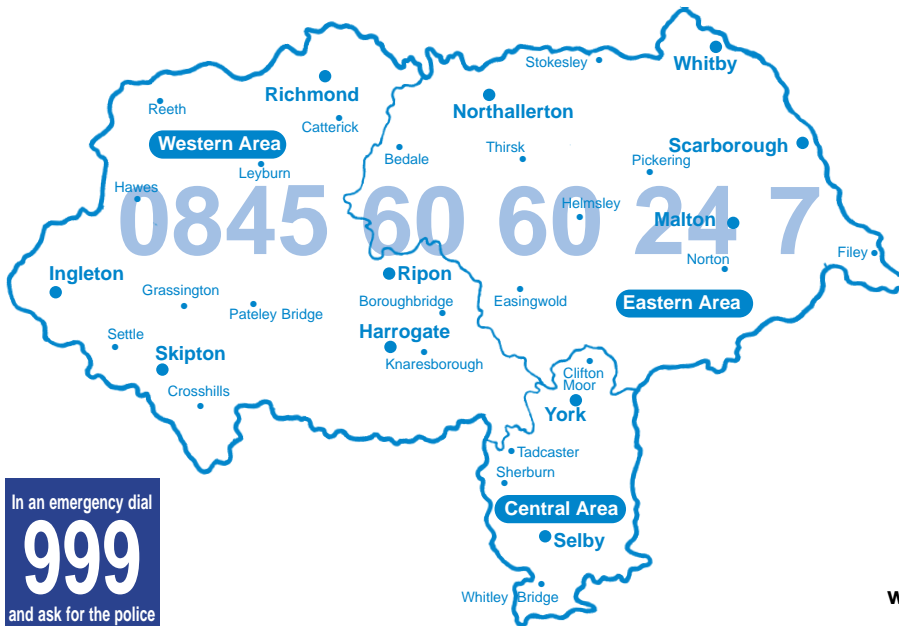 Stokesley
Whitby
Richmond
Northallerton
Reeth
Catterick
Western Area
Bedale
Thirsk
Scarborough
Leyburn
Pickering
Hawes
0845 60 60 24 7
Helmsley
Malton
Norton
Filey
Ingleton
Ripon
Grassington
Pateley Bridge
Boroughbridge
Easingwold
Eastern Area
Settle
Harrogate
Skipton
Knaresborough
Clifton
Moor
Crosshills
York
Tadcaster
Sherburn
Central Area
Selby
Whitley Bridge
In an emergency dial
999
and ask for the police
w